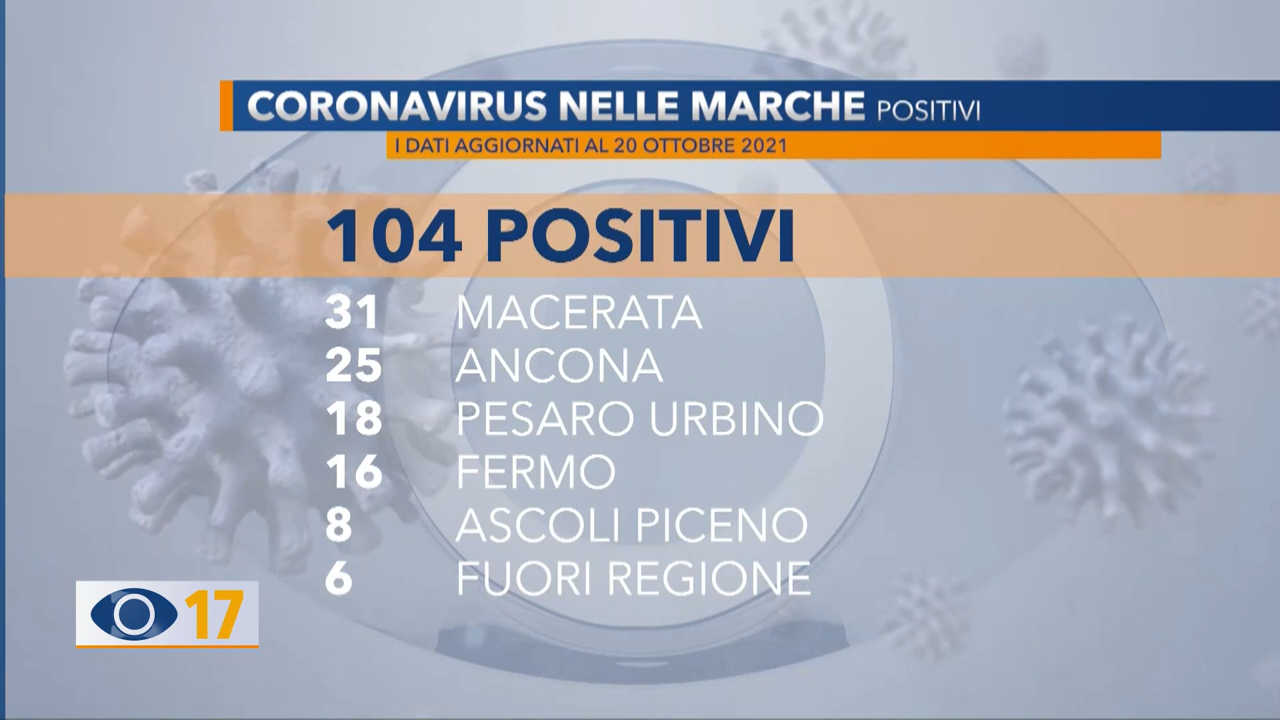 CORONAVIRUS NELLE MARCHE POSITIVI
I DATI AGGIORNATI AL 20 OTTOBRE 2021
104 POSITIVI
31 MACERATA
25 ANCONA
18 PESARO URBINO
16 FERMO
8 ASCOLI PICENO
6 FUORI REGIONE
17